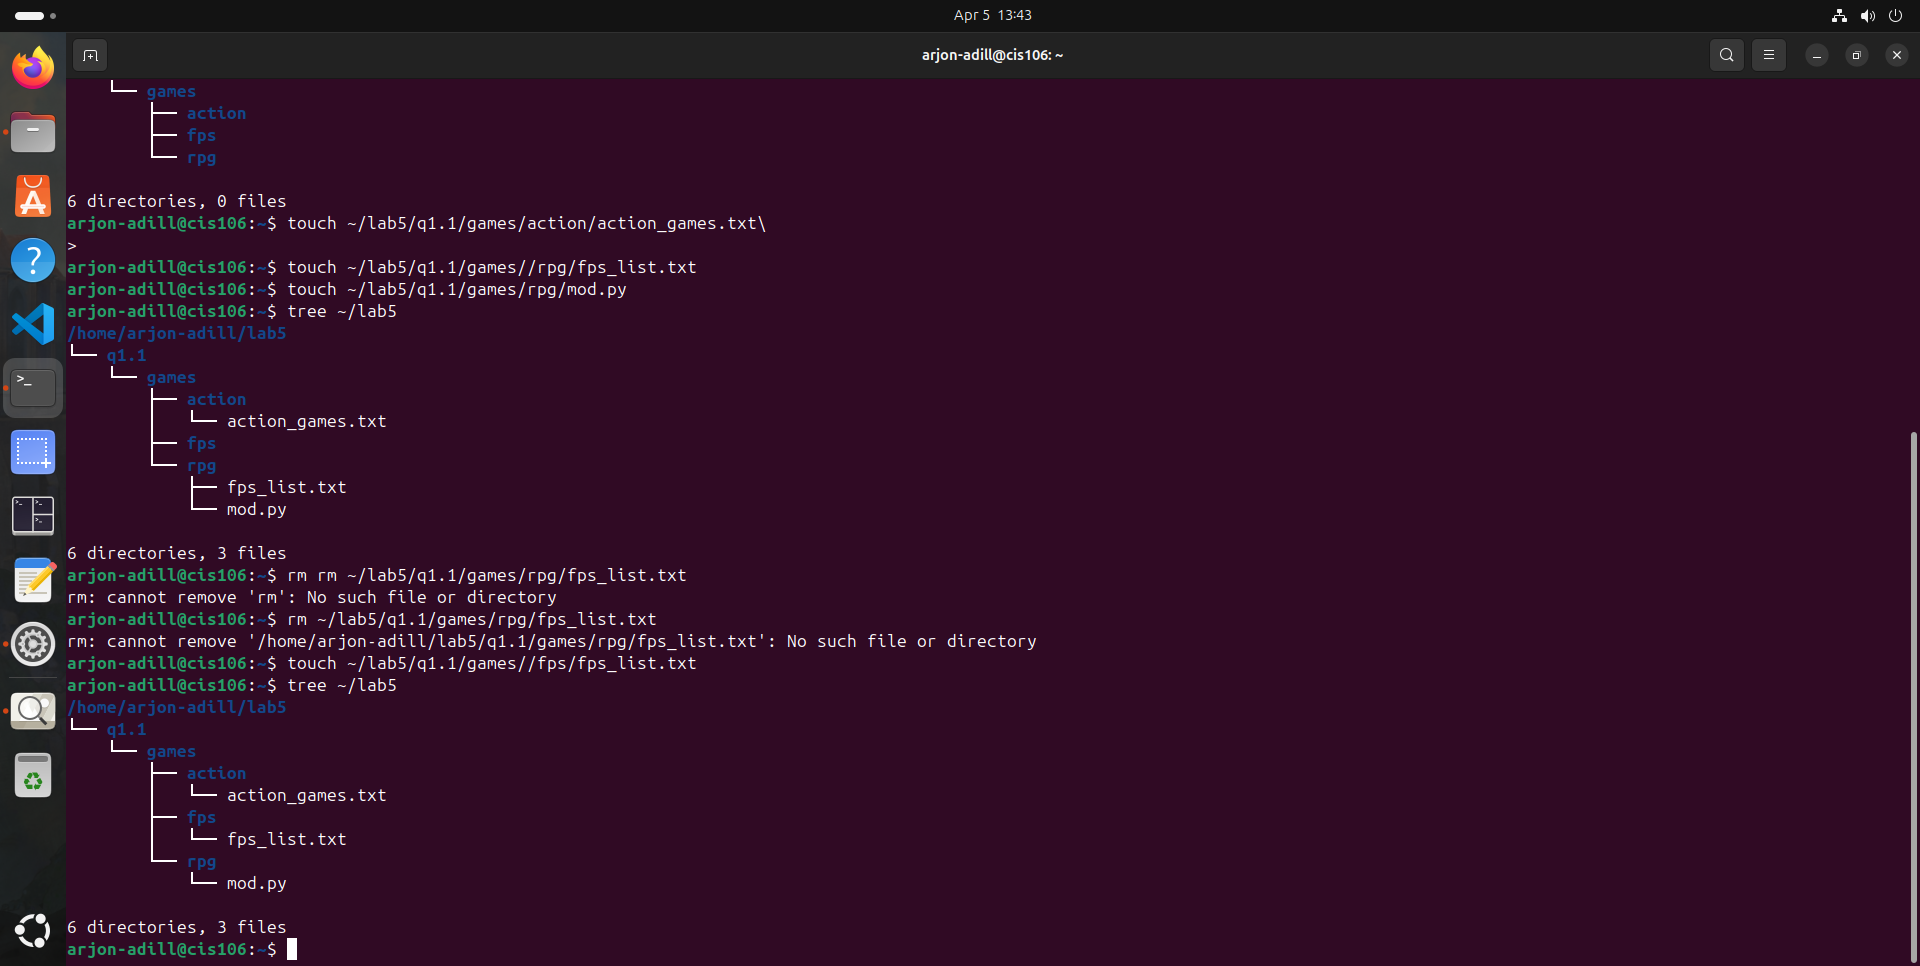 Apr 5 13:43
arjon-adill@cis106: ~
└── games
├── action
├── fps
└── rpg
6 directories, 0 files
arjon-adill@cis106:~$ touch ~/lab5/q1.1/games/action/action_games.txt\
>
arjon-adill@cis106:~$ touch ~/lab5/q1.1/games//rpg/fps_list.txt
arjon-adill@cis106:~$ touch ~/lab5/q1.1/games/rpg/mod.py
arjon-adill@cis106:~$ tree ~/lab5
/home/arjon-adill/lab5
└── q1.1
└── games
├── action
│   └── action_games.txt
├── fps
└── rpg
├── fps_list.txt
└── mod.py
6 directories, 3 files
arjon-adill@cis106:~$ rm rm ~/lab5/q1.1/games/rpg/fps_list.txt
rm: cannot remove 'rm': No such file or directory
arjon-adill@cis106:~$ rm ~/lab5/q1.1/games/rpg/fps_list.txt
rm: cannot remove '/home/arjon-adill/lab5/q1.1/games/rpg/fps_list.txt': No such file or directory
arjon-adill@cis106:~$ touch ~/lab5/q1.1/games//fps/fps_list.txt
arjon-adill@cis106:~$ tree ~/lab5
/home/arjon-adill/lab5
└── q1.1
└── games
├── action
│   └── action_games.txt
├── fps
│   └── fps_list.txt
└── rpg
└── mod.py
6 directories, 3 files
arjon-adill@cis106:~$